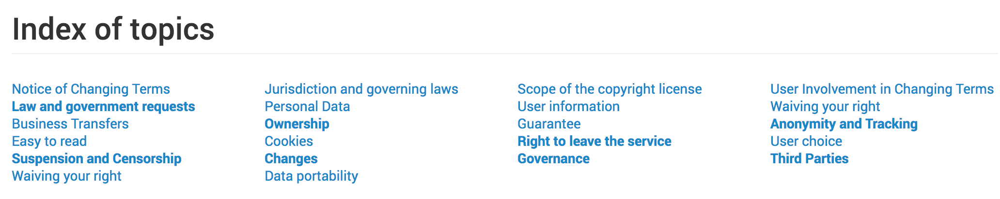 Index of topics
Notice of Changing Terms
Law and government requests
Business Transfers
Easy to read
Suspension and Censorship
Waiving your right
Jurisdiction and governing laws
Personal Data
Ownership
Cookies
Changes
Data portability
Scope of the copyright license
User information
Guarantee
Right to leave the service
Governance
User Involvement in Changing Terms
Waiving your right
Anonymity and Tracking
User choice
Third Parties